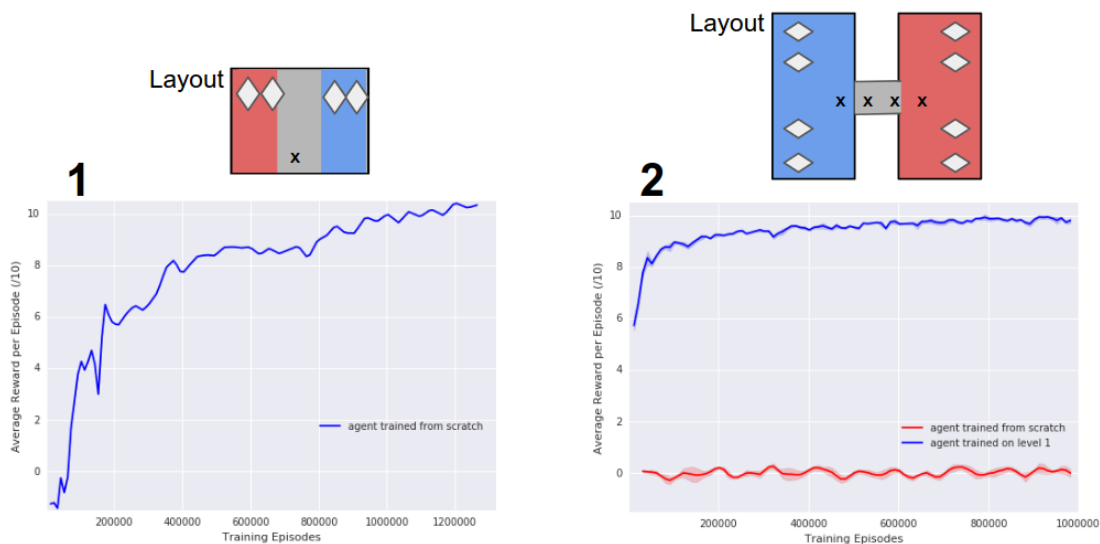 Layout
x
1
Average Reward per Episode (/10)
10
8
6
4
2
0
agent trained from scratch
200000 400000 600000 800000 1000000 1200000
Training Episodes
Layout
x x x x
2
Average Reward per Episode (/10)
10
8
6
4
2
0
agent trained from scratch
agent trained on level 1
200000 400000 600000 800000 1000000
Training Episodes